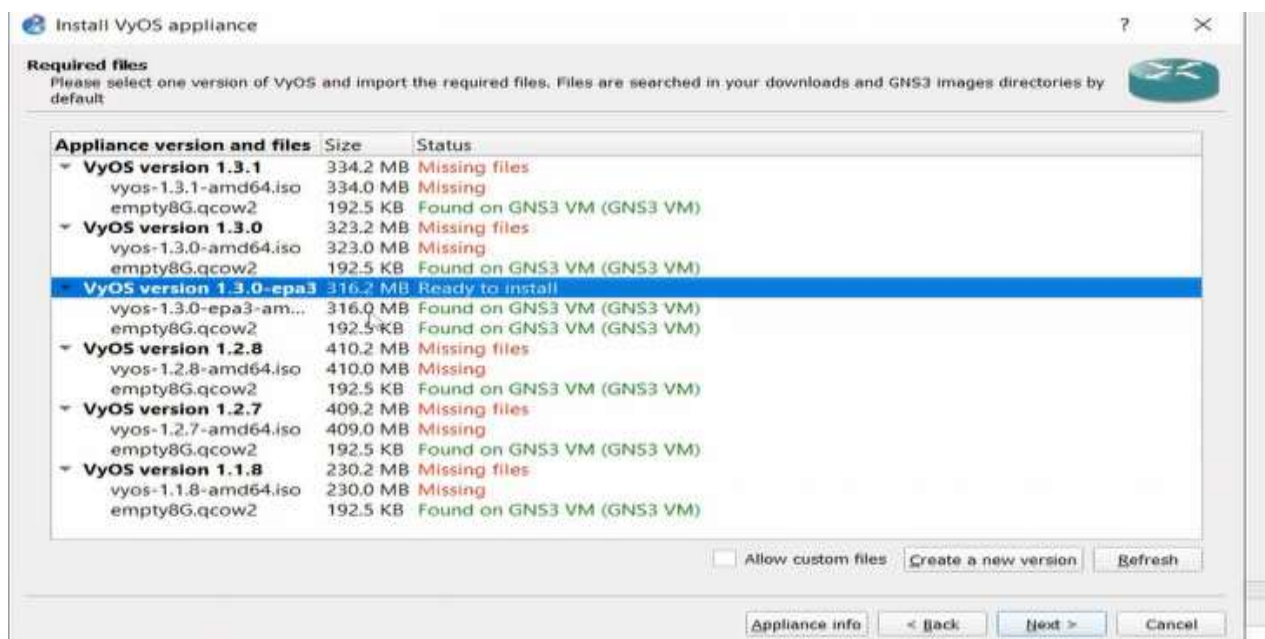 Install VyOS appliance ? ×
Required files
Please select one version of VyOS and import the required files. Files are searched in your downloads and GNS3 images directories by
default
Appliance version and files Size Status
VyOS version 1.3.1 334.2 MB Missing files
vyos-1.3.1-amd64.iso 334.0 MB Missing
empty8G.qcow2 192.5 KB Found on GNS3 VM (GNS3 VM)
VyOS version 1.3.0 323.2 MB Missing files
vyos-1.3.0-amd64.iso 323.0 MB Missing
empty8G.qcow2 192.5 KB Found on GNS3 VM (GNS3 VM)
VyOS version 1.3.0-epa3 316.2 MB Ready to install
vyos-1.3.0-epa3-am... 316.0 MB Found on GNS3 VM (GNS3 VM)
empty8G.qcow2 192.5 KB Found on GNS3 VM (GNS3 VM)
VyOS version 1.2.8 410.2 MB Missing files
vyos-1.2.8-amd64.iso 410.0 MB Missing
empty8G.qcow2 192.5 KB Found on GNS3 VM (GNS3 VM)
VyOS version 1.2.7 409.2 MB Missing files
vyos-1.2.7-amd64.iso 409.0 MB Missing
empty8G.qcow2 192.5 KB Found on GNS3 VM (GNS3 VM)
VyOS version 1.1.8 230.2 MB Missing files
vyos-1.1.8-amd64.iso 230.0 MB Missing
empty8G.qcow2 192.5 KB Found on GNS3 VM (GNS3 VM)
Allow custom files Create a new version Refresh
Appliance info < Back Next > Cancel